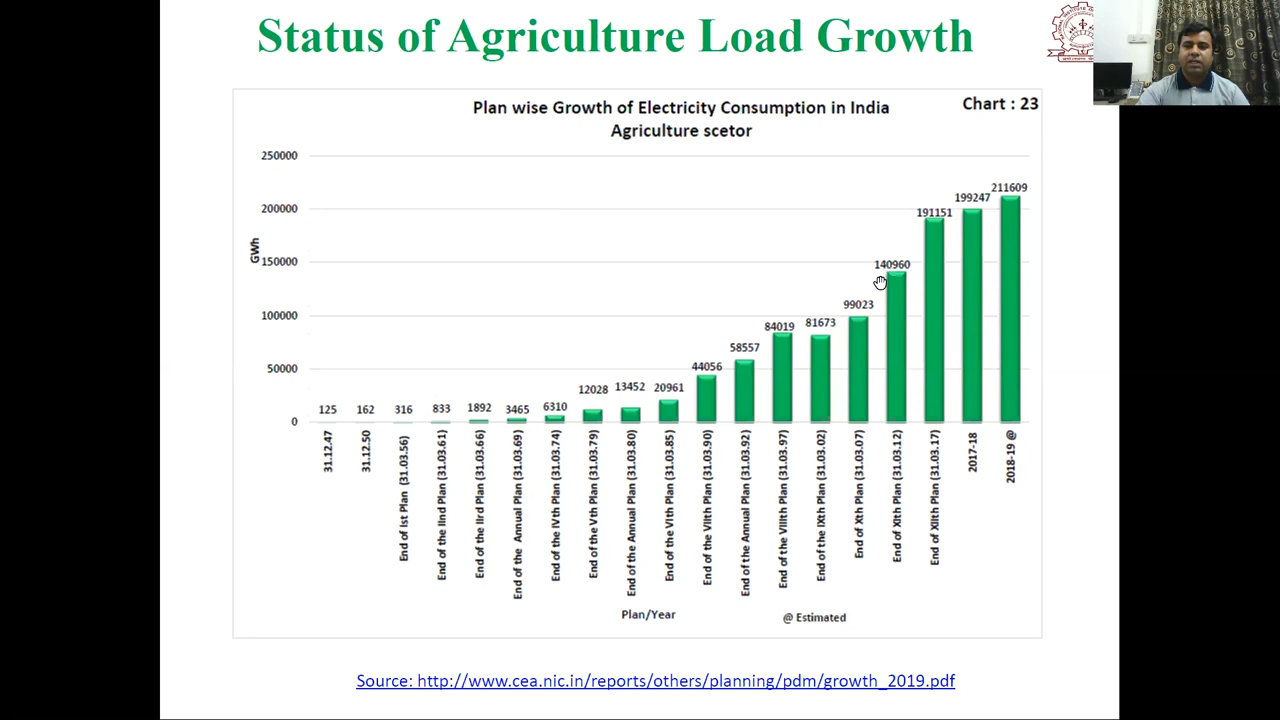 Status of Agriculture Load Growth
Plan wise Growth of Electricity Consumption in India
Agriculture scetor
Chart : 23
GWh
250000
200000
150000
100000
50000
0
125
162
316
833
1892
3465
6310
12028
13452
20961
44056
58557
84019
81673
99023
140960
191151
199247
211609
31.12.47
31.12.50
End of Ist Plan (31.03.56)
End of the IInd Plan (31.03.61)
End of the IIrd Plan (31.03.66)
End of the Annual Plan (31.03.69)
End of the IVth Plan (31.03.74)
End of the Vth Plan (31.03.79)
End of the Annual Plan (31.03.80)
End of the VIth Plan (31.03.85)
End of the VIIth Plan (31.03.90)
End of the Annual Plan (31.03.92)
End of the VIIIth Plan (31.03.97)
End of the IXth Plan (31.03.02)
End of Xth Plan (31.03.07)
End of XIth Plan (31.03.12)
End of XIIth Plan (31.03.17)
2017-18
2018-19 @
Plan/Year
@ Estimated
Source: http://www.cea.nic.in/reports/others/planning/pdm/growth_2019.pdf